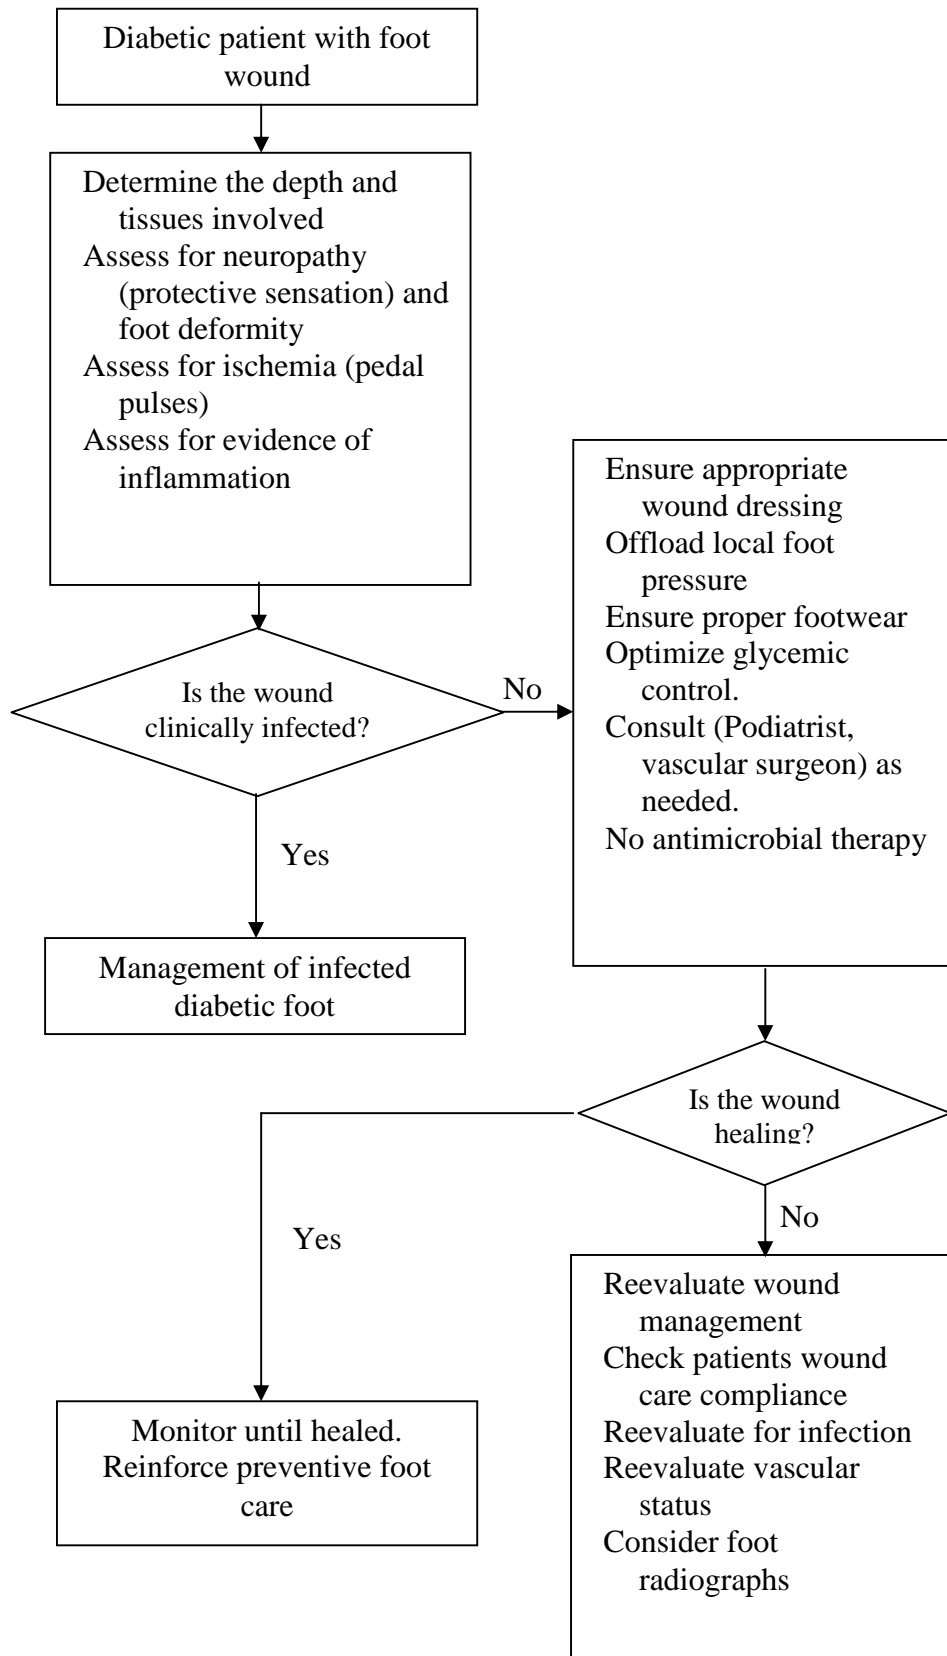 Diabetic patient with foot
wound
Determine the depth and
tissues involved
Assess for neuropathy
(protective sensation) and
foot deformity
Assess for ischemia (pedal
pulses)
Assess for evidence of
inflammation
Is the wound
clinically infected?
No
Ensure appropriate
wound dressing
Offload local foot
pressure
Ensure proper footwear
Optimize glycemic
control.
Consult (Podiatrist,
vascular surgeon) as
needed.
No antimicrobial therapy
Yes
Management of infected
diabetic foot
Is the wound
healing?
Yes
No
Monitor until healed.
Reinforce preventive foot
care
Reevaluate wound
management
Check patients wound
care compliance
Reevaluate for infection
Reevaluate vascular
status
Consider foot
radiographs